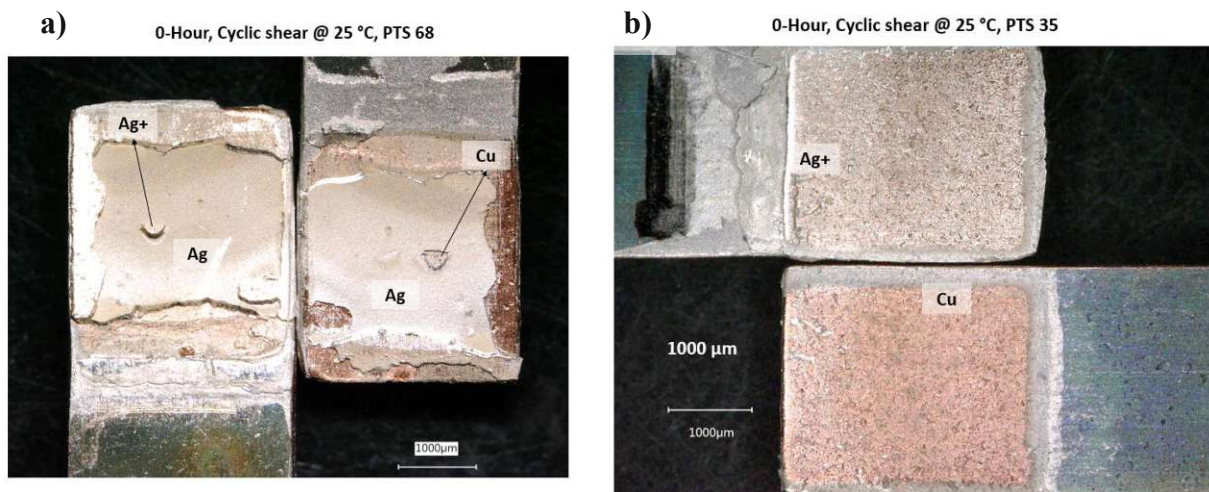 a)
0-Hour, Cyclic shear @ 25 °C, PTS 68
Ag+
Cu
Ag
Ag
1000µm
b)
0-Hour, Cyclic shear @ 25 °C, PTS 35
Ag+
Cu
1000 µm
1000µm